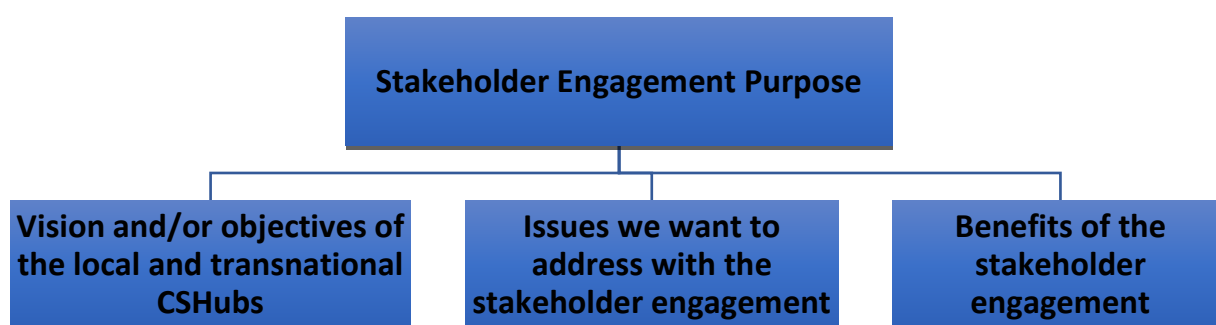 Stakeholder Engagement Purpose
Vision and/or objectives of
the local and transnational
CSHubs
Issues we want to
address with the
stakeholder engagement
Benefits of the
stakeholder
engagement